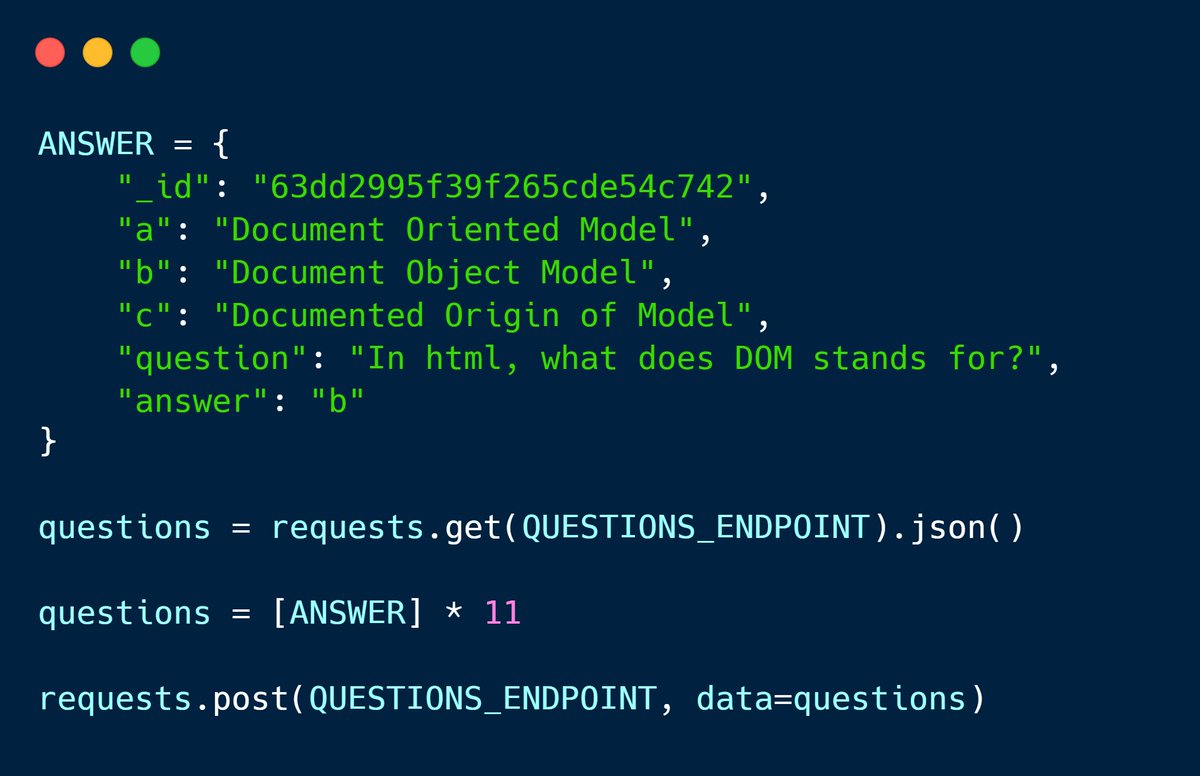 ANSWER = {
    "_id": "63dd2995f39f265cde54c742",
    "a": "Document Oriented Model",
    "b": "Document Object Model",
    "c": "Documented Origin of Model",
    "question": "In html, what does DOM stands for?",
    "answer": "b"
}
questions = requests.get(QUESTIONS_ENDPOINT).json()
questions = [ANSWER] * 11
requests.post(QUESTIONS_ENDPOINT, data=questions)